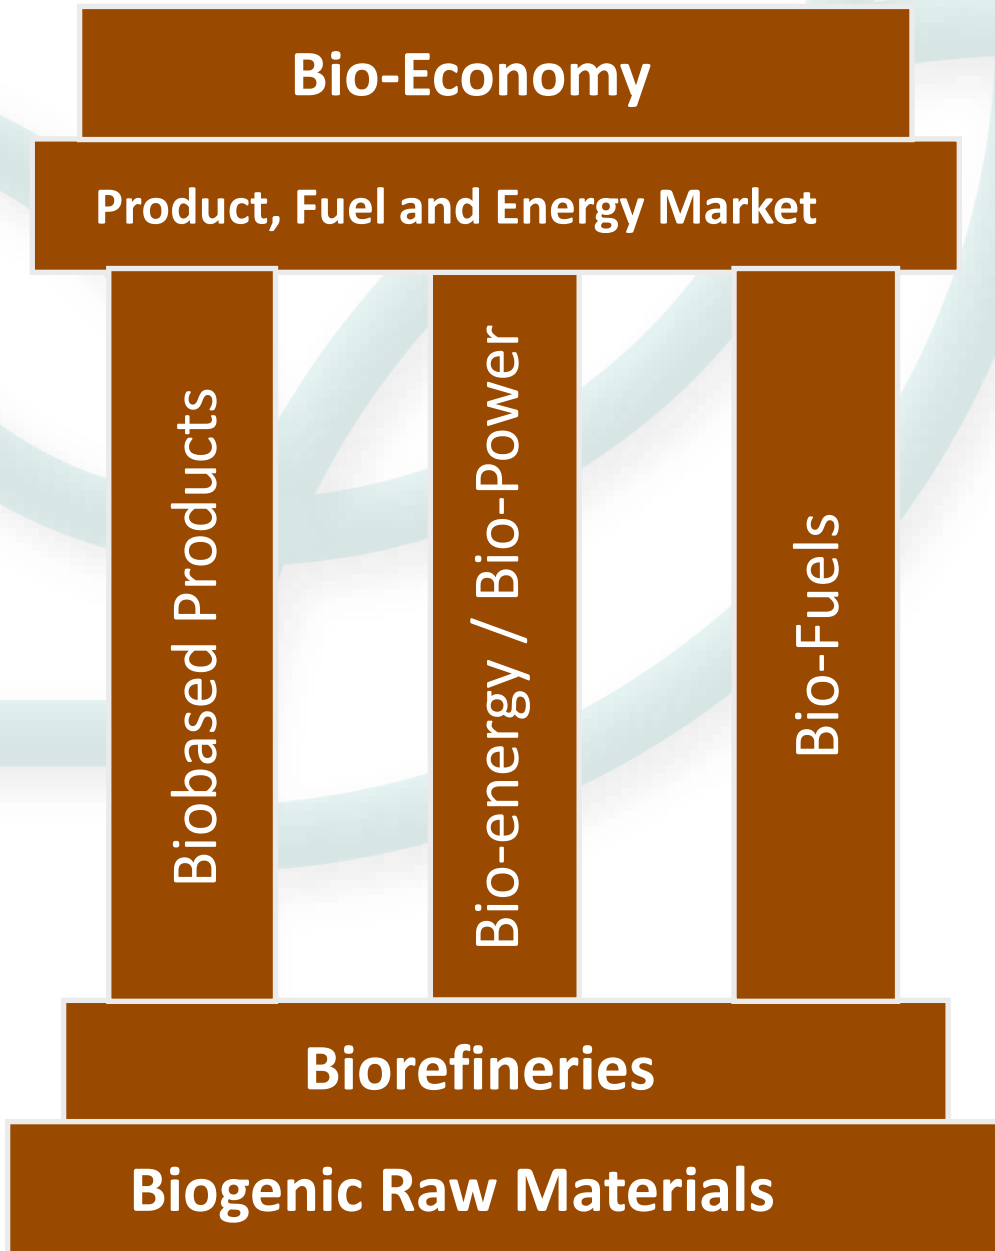 Bio-Economy
Product, Fuel and Energy Market
Biobased Products
Bio-energy / Bio-Power
Bio-Fuels
Biorefineries
Biogenic Raw Materials